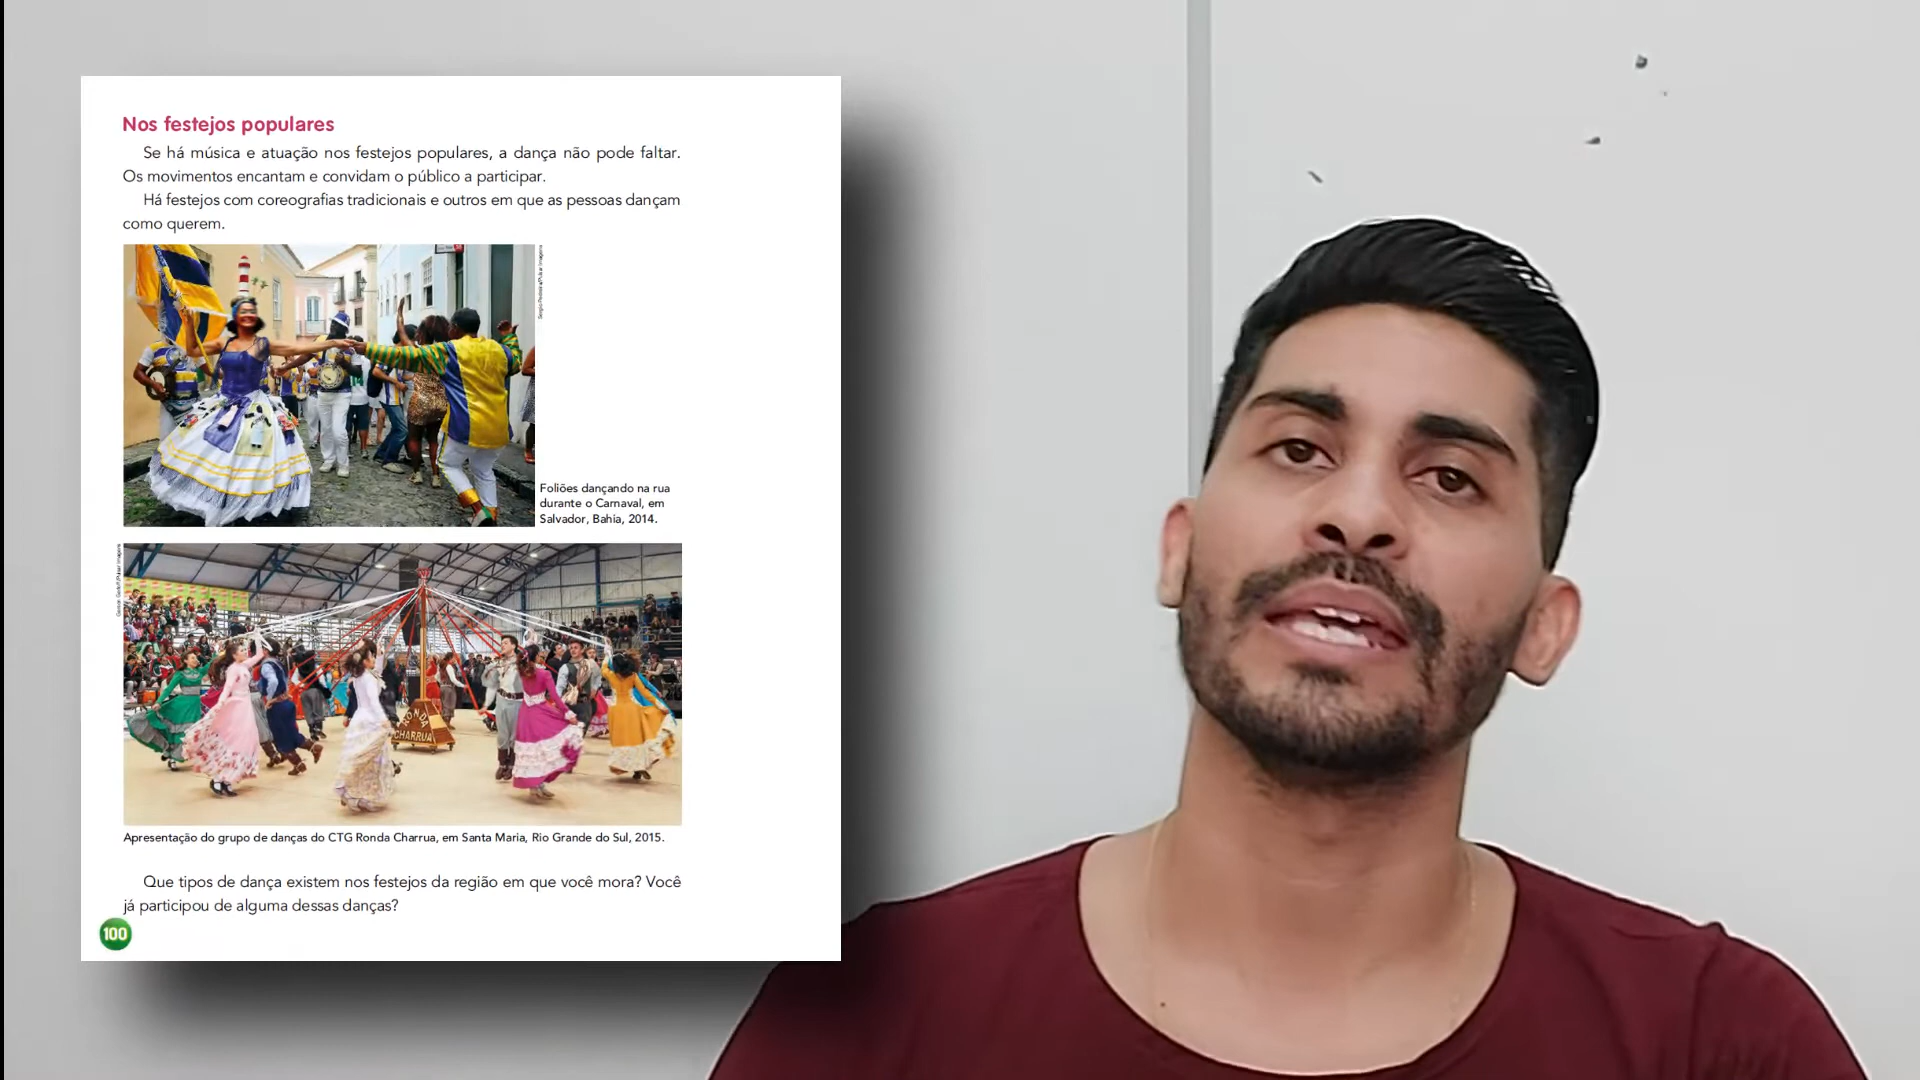 Nos festejos populares
Se há música e atuação nos festejos populares, a dança não pode faltar.
Os movimentos encantam e convidam o público a participar.
Há festejos com coreografias tradicionais e outros em que as pessoas dançam
como querem.
Foliões dançando na rua
durante o Carnaval, em
Salvador, Bahia, 2014.
RONDA
CHARRUA
Apresentação do grupo de danças do CTG Ronda Charrua, em Santa Maria, Rio Grande do Sul, 2015.
Que tipos de dança existem nos festejos da região em que você mora? Você
já participou de alguma dessas danças?
100